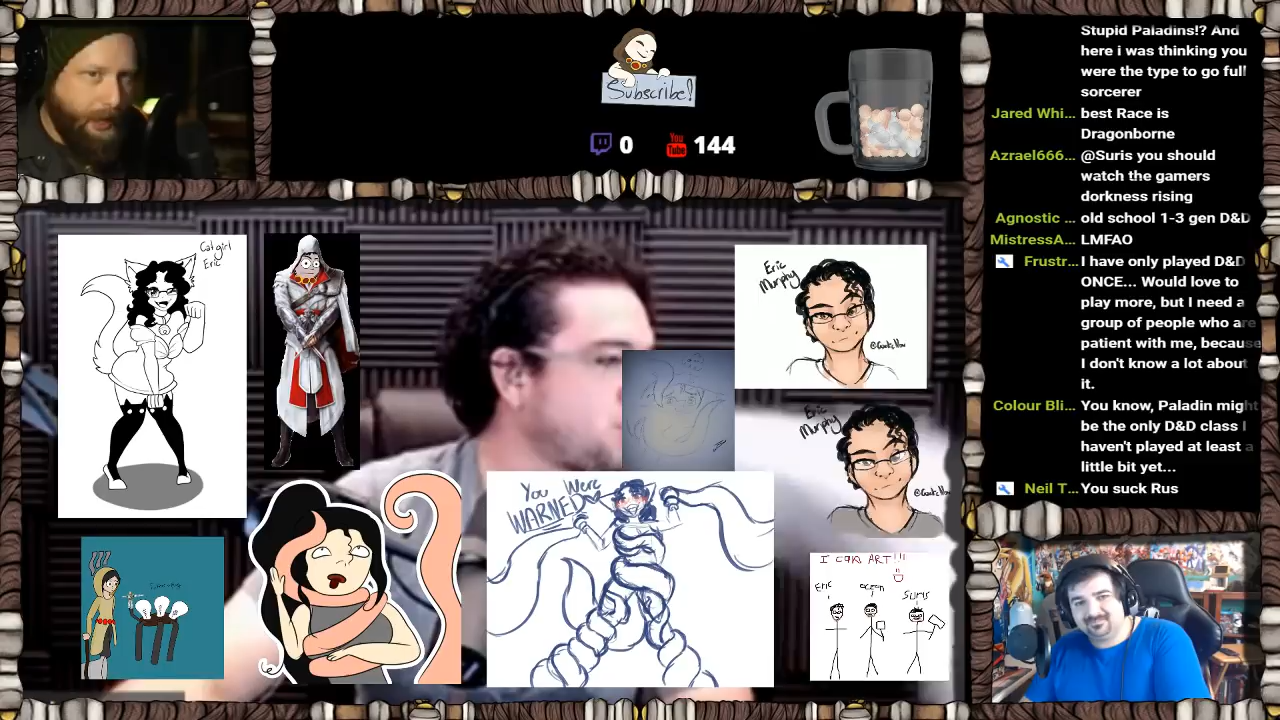 Subscribe!
0
You Tube 144
Catgirl
Eric
Eric
Murphy
Eric
Murphy
You Were
WARNED
I CAN ART!!!
Eric
Suris
Stupid Paladins!? And
here i was thinking you
were the type to go full
sorcerer
Jared Whi... best Race is
Dragonborne
Azrael666... @Suris you should
watch the gamers
dorkness rising
Agnostic ... old school 1-3 gen D&D
MistressA... LMFAO
Frustr... I have only played D&D
ONCE... Would love to
play more, but I need a
group of people who are
patient with me, because
I don't know a lot about
it.
Colour Bli... You know, Paladin might
be the only D&D class I
haven't played at least a
little bit yet...
Neil T... You suck Rus